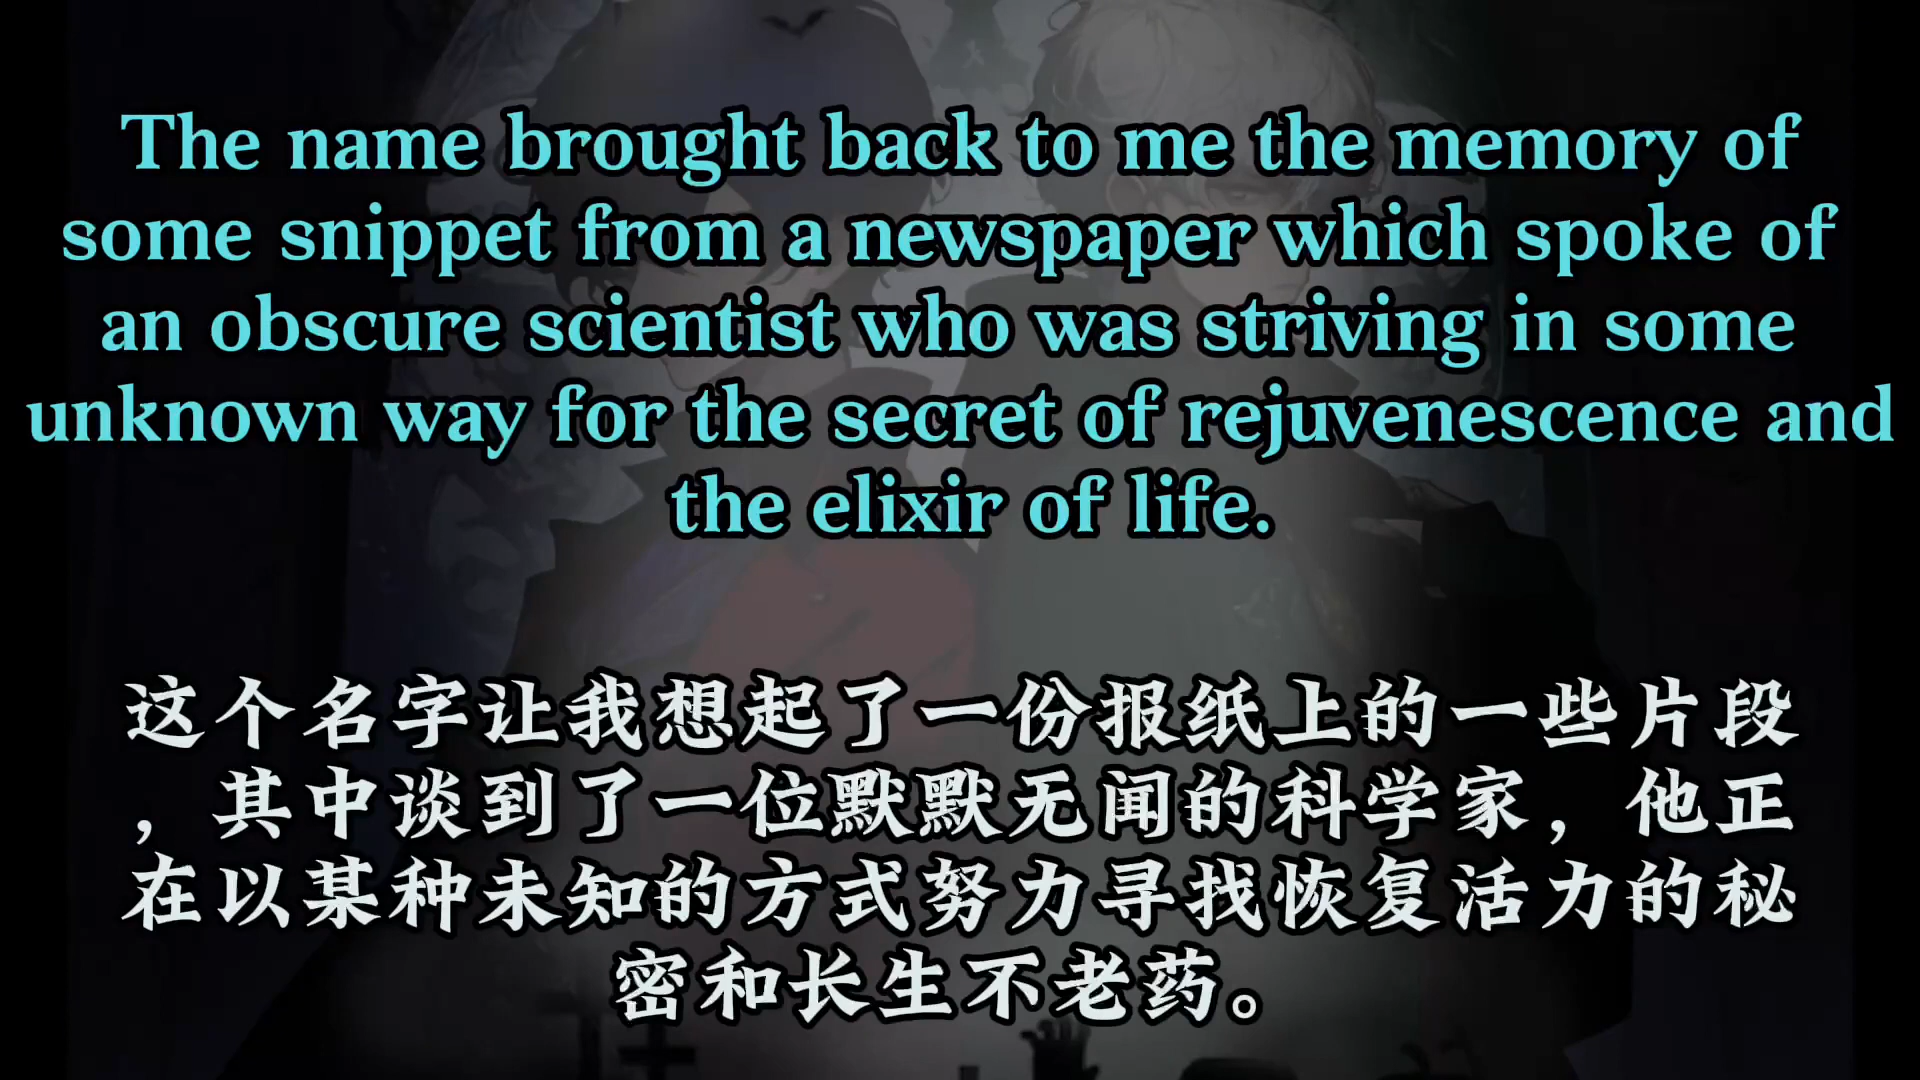 The name brought back to me the memory of
some snippet from a newspaper which spoke of
an obscure scientist who was striving in some
unknown way for the secret of rejuvenescence and
the elixir of life.
这个名字让我想起了一份报纸上的一些片段
，其中谈到了一位默默无闻的科学家，他正
在以某种未知的方式努力寻找恢复活力的秘
密和长生不老药。